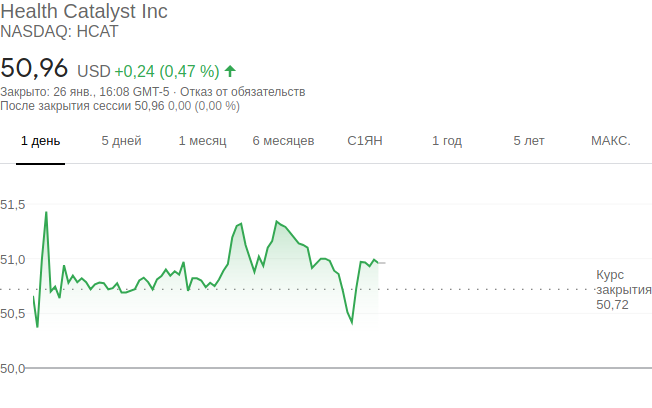 Health Catalyst Inc
NASDAQ: HCAT
50,96 USD +0,24 (0,47 %)
Закрыто: 26 янв., 16:08 GMT-5 · Отказ от обязательств
После закрытия сессии 50,96 0,00 (0,00 %)
1 день 5 дней 1 месяц 6 месяцев С1ЯН 1 год 5 лет МАКС.
51,5
51,0
50,5
50,0
Курс
закрытия
50,72